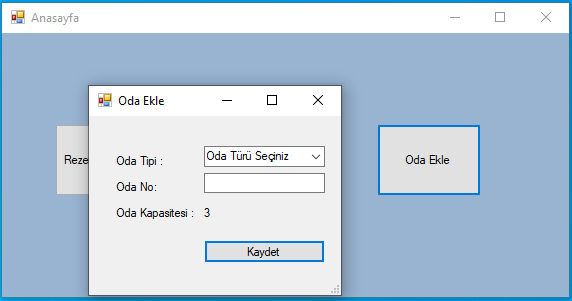 Anasayfa
Oda Ekle
Oda Tipi :
Oda Türü Seçiniz
Oda No:
Oda Kapasitesi :
3
Kaydet
Reze
Oda Ekle